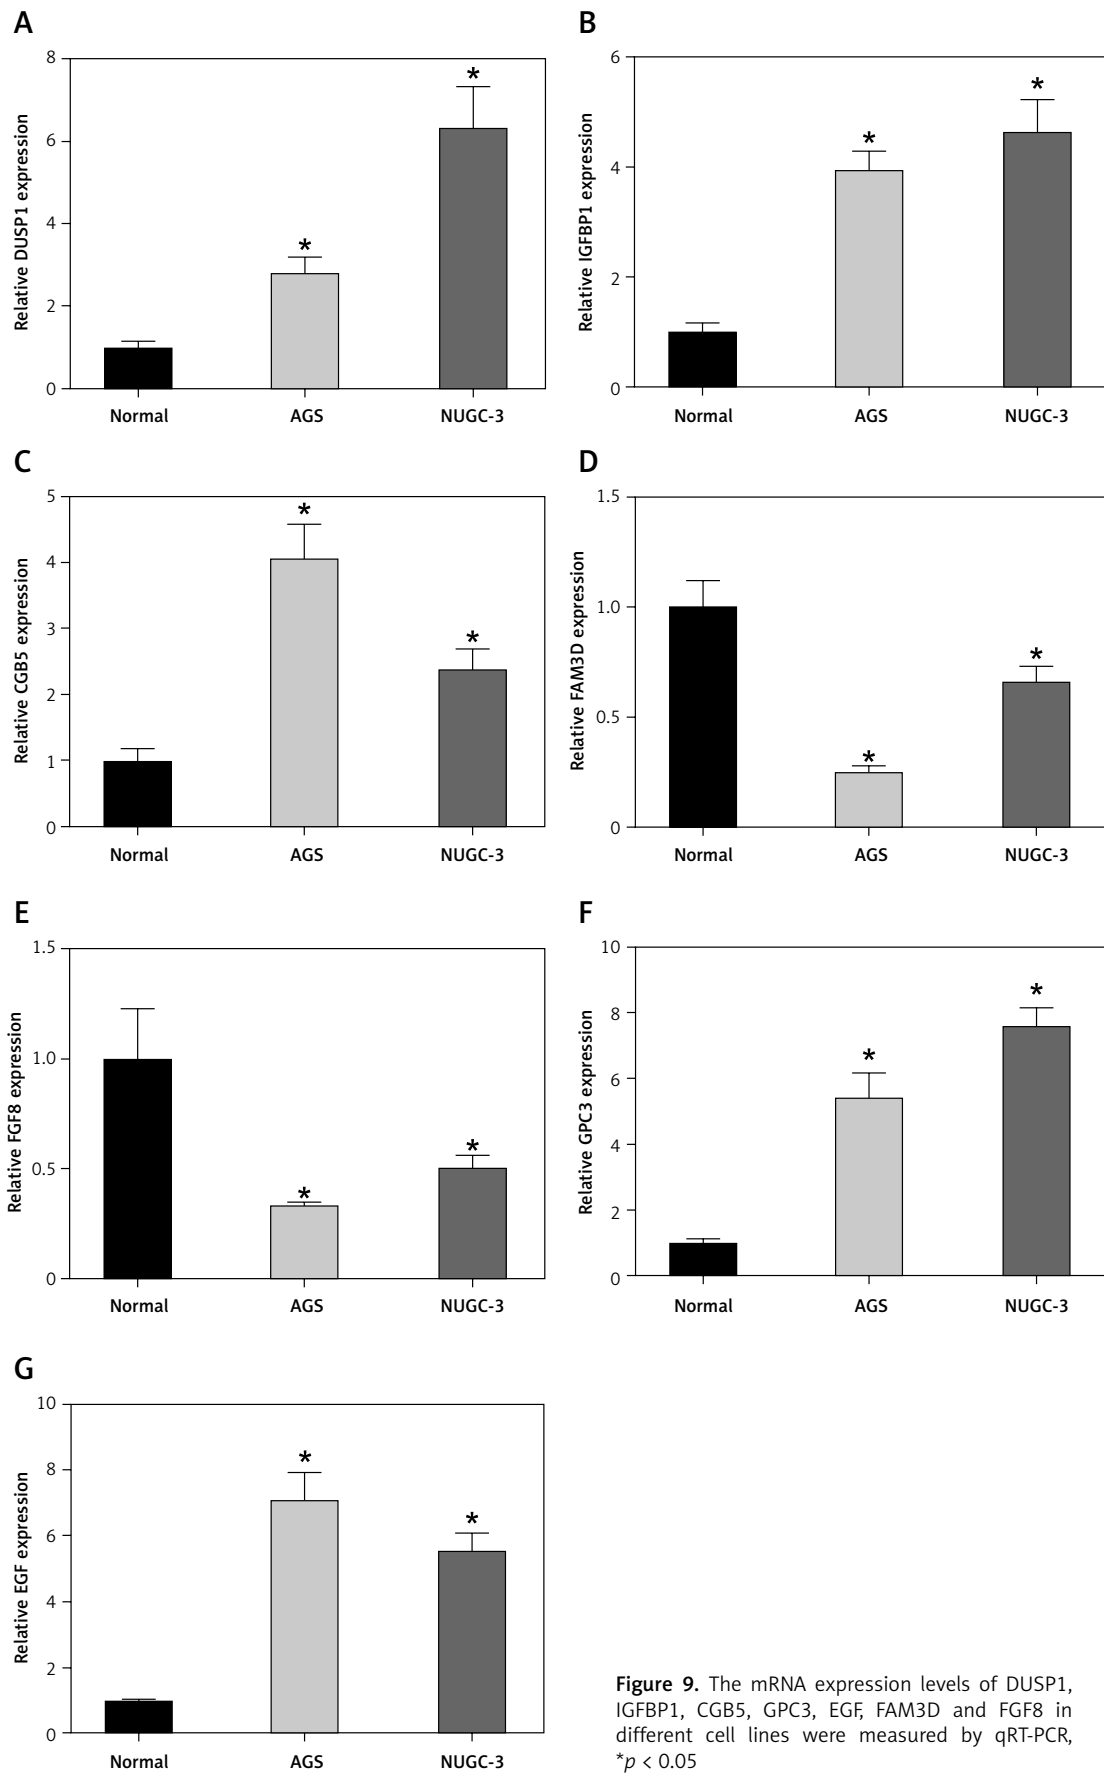 A
Relative DUSP1 expression
8
6
4
2
0
*
*
Normal AGS NUGC-3
B
Relative IGFBP1 expression
6
4
2
0
*
*
Normal AGS NUGC-3
C
Relative CGB5 expression
5
4
3
2
1
0
*
*
Normal AGS NUGC-3
D
Relative FAM3D expression
1.5
1.0
0.5
0
*
*
Normal AGS NUGC-3
E
Relative FGF8 expression
1.5
1.0
0.5
0
*
*
Normal AGS NUGC-3
F
Relative GPC3 expression
10
8
6
4
2
0
*
*
Normal AGS NUGC-3
G
Relative EGF expression
10
8
6
4
2
0
*
*
Normal AGS NUGC-3
Figure 9. The mRNA expression levels of DUSP1,
IGFBP1, CGB5, GPC3, EGF, FAM3D and FGF8 in
different cell lines were measured by qRT-PCR,
*p < 0.05